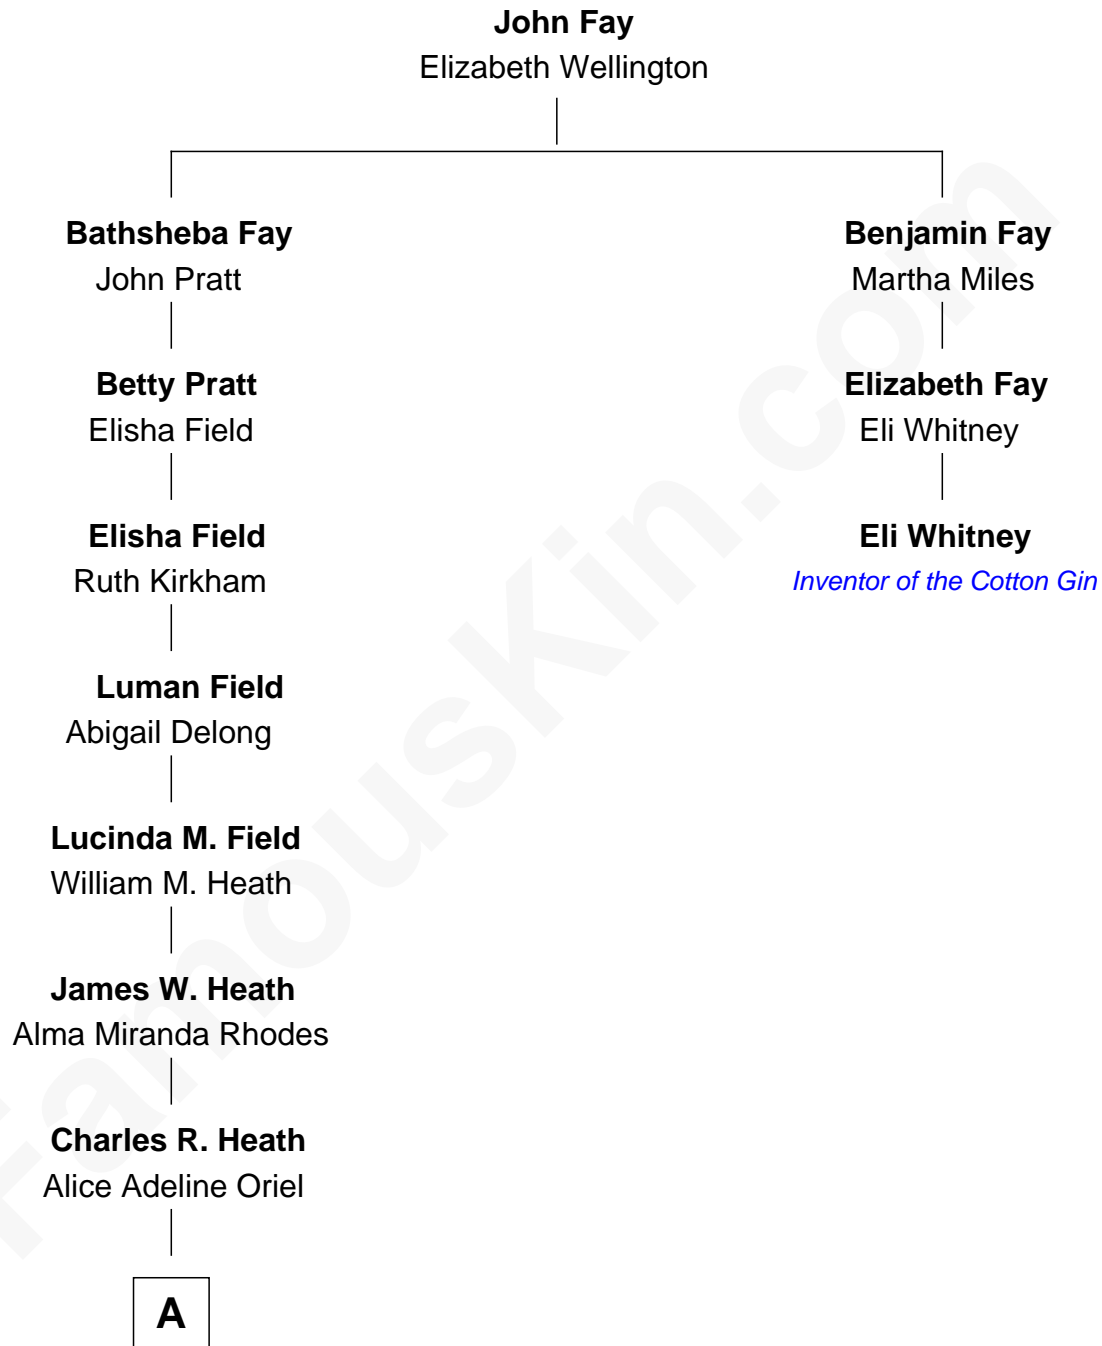 John Fay
Elizabeth Wellington
Bathsheba Fay
John Pratt
Benjamin Fay
Martha Miles
Betty Pratt
Elisha Field
Elizabeth Fay
Eli Whitney
Elisha Field
Ruth Kirkham
Eli Whitney
Inventor of the Cotton Gin
Luman Field
Abigail Delong
Lucinda M. Field
William M. Heath
James W. Heath
Alma Miranda Rhodes
Charles R. Heath
Alice Adeline Oriel
A
FamousKin.com